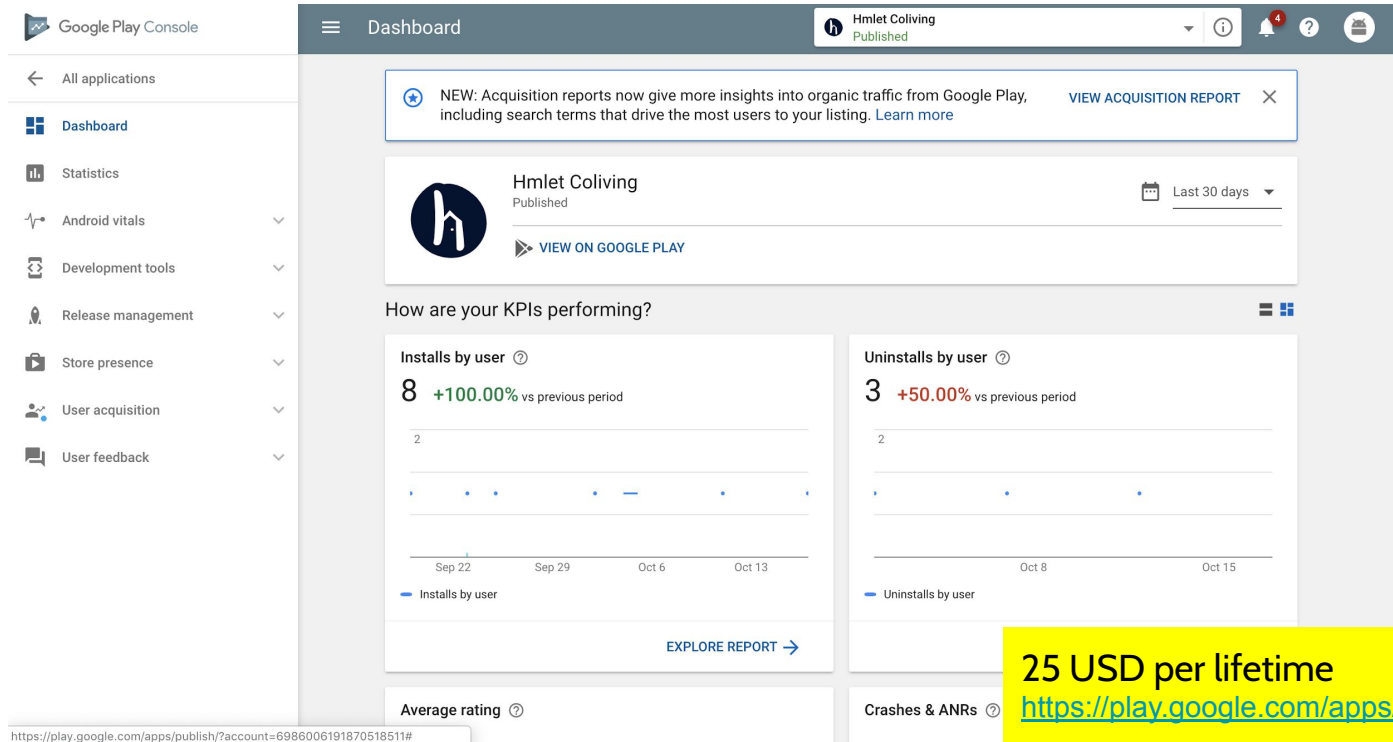 Google Play Console
Dashboard
Hmlet Coliving
Published
4
All applications
Dashboard
Statistics
Android vitals
Development tools
Release management
Store presence
User acquisition
User feedback
NEW: Acquisition reports now give more insights into organic traffic from Google Play,
including search terms that drive the most users to your listing. Learn more
VIEW ACQUISITION REPORT
Hmlet Coliving
Published
Last 30 days
VIEW ON GOOGLE PLAY
How are your KPIs performing?
Installs by user
8 +100.00% vs previous period
2
Sep 22 Sep 29 Oct 6 Oct 13
Installs by user
EXPLORE REPORT
Uninstalls by user
3 +50.00% vs previous period
2
Oct 8 Oct 15
Uninstalls by user
Average rating
Crashes & ANRs
25 USD per lifetime
https://play.google.com/apps
https://play.google.com/apps/publish/?account=6986006191870518511#